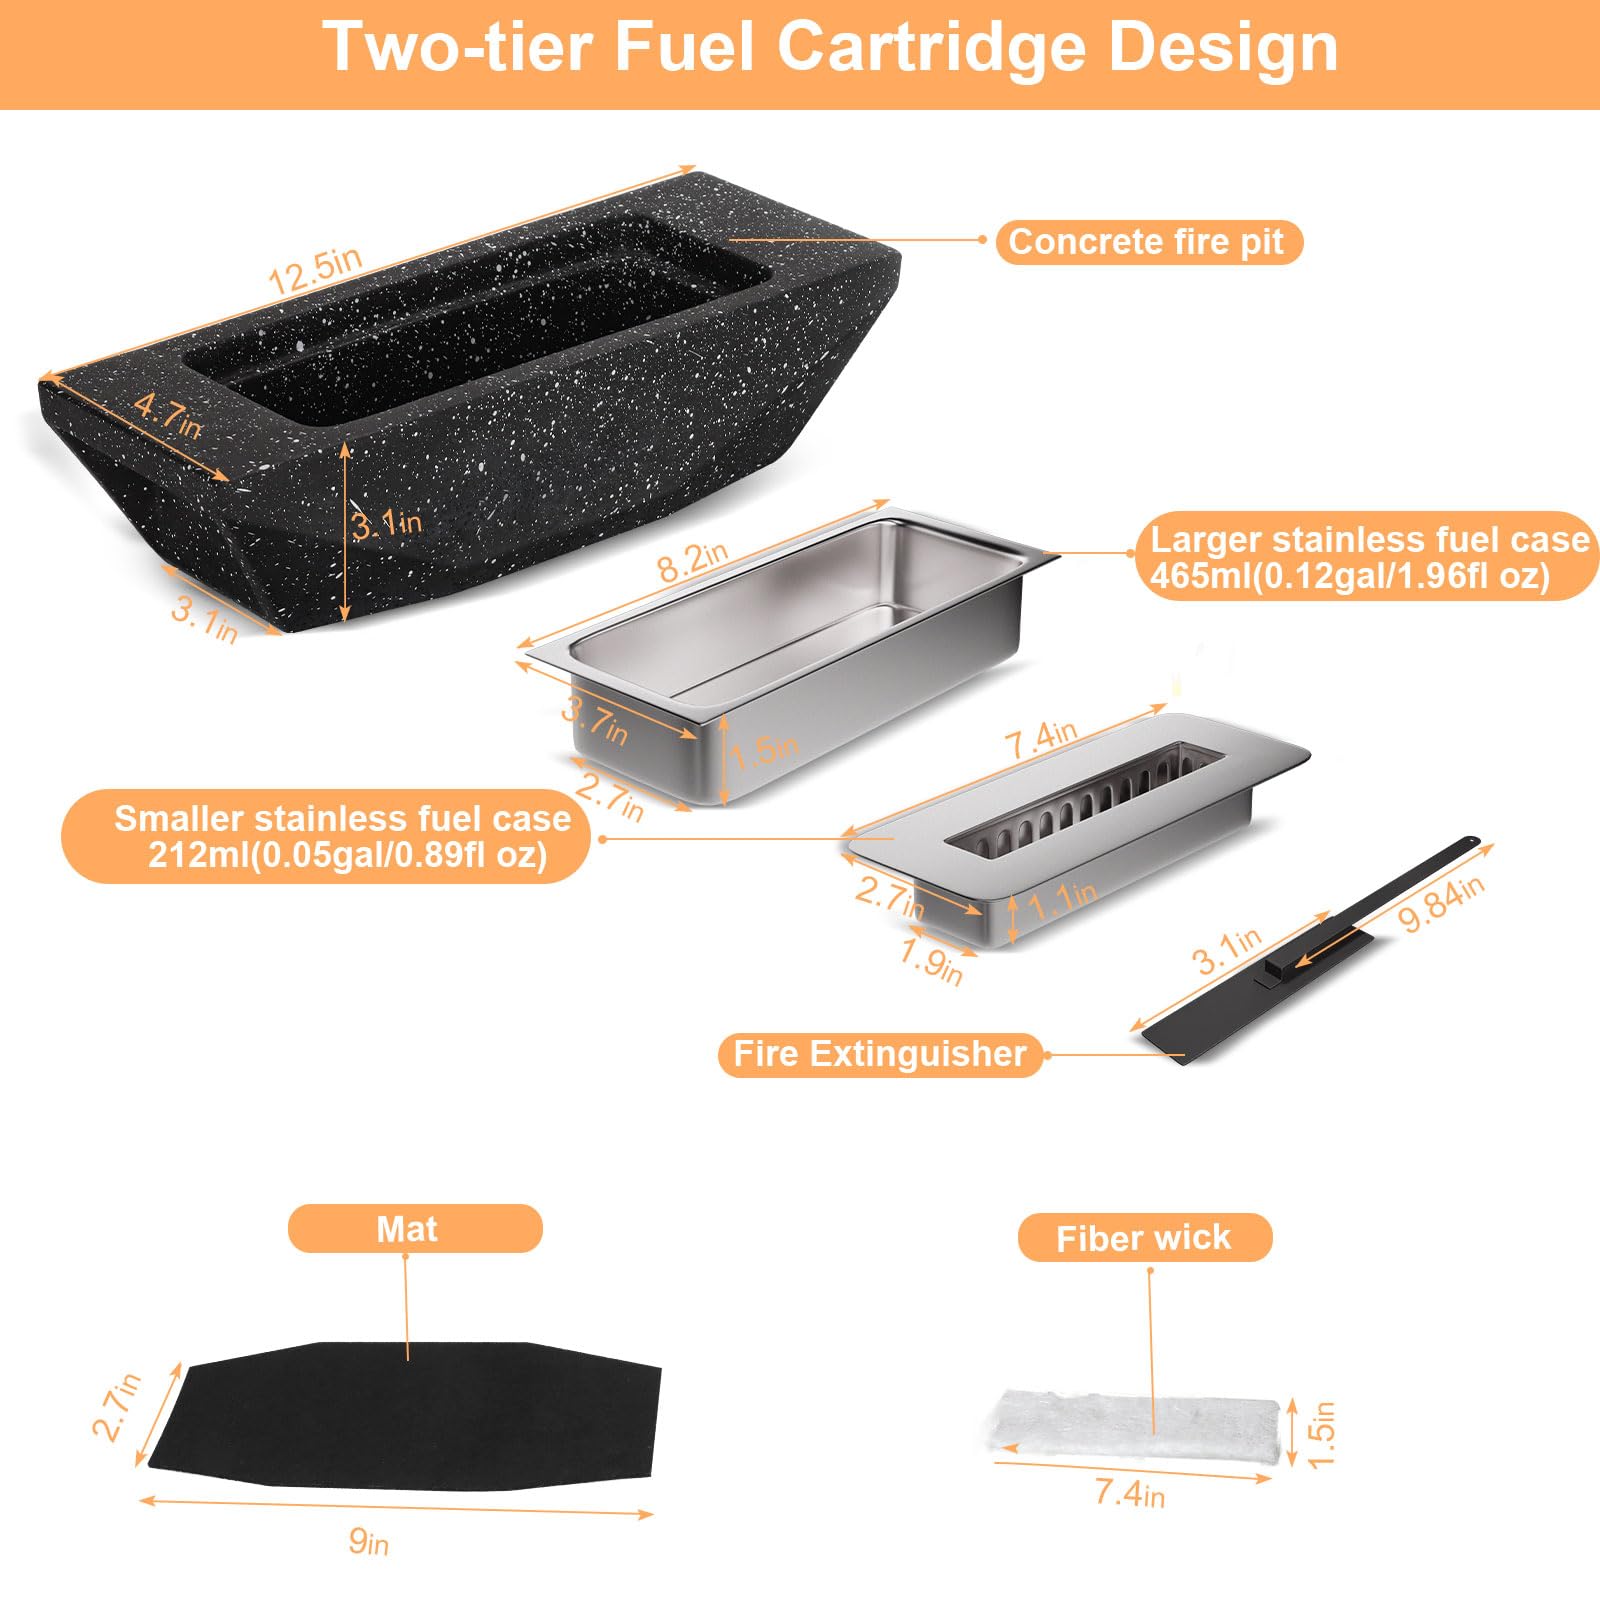 Two-tier Fuel Cartridge Design
12.5in
Concrete fire pit
4.7in
3.1in
3.1in
8.2in
Larger stainless fuel case
465ml(0.12gal/1.96fl oz)
3.7in
1.5in
2.7in
7.4in
Smaller stainless fuel case
212ml(0.05gal/0.89fl oz)
2.7in
1.1in
1.9in
9.84in
3.1in
Fire Extinguisher
Mat
Fiber wick
2.7in
9in
1.5in
7.4in